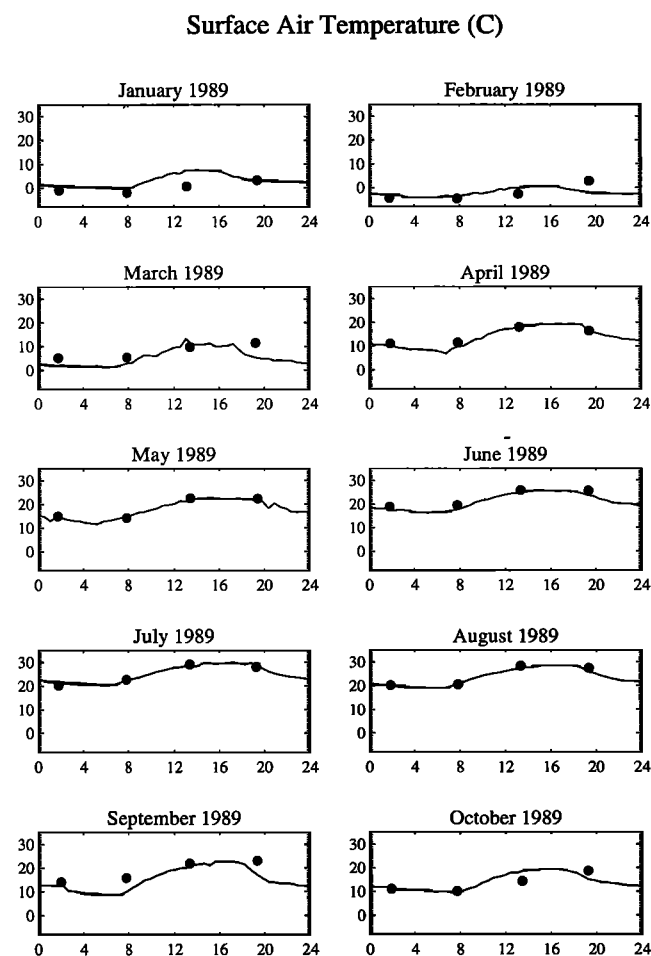 Surface Air Temperature (C)
January 1989
February 1989
30
20
10
0
0 4 8 12 16 20 24
30
20
10
0
0 4 8 12 16 20 24
March 1989
April 1989
30
20
10
0
0 4 8 12 16 20 24
30
20
10
0
0 4 8 12 16 20 24
May 1989
June 1989
30
20
10
0
0 4 8 12 16 20 24
30
20
10
0
0 4 8 12 16 20 24
July 1989
August 1989
30
20
10
0
0 4 8 12 16 20 24
30
20
10
0
0 4 8 12 16 20 24
September 1989
October 1989
30
20
10
0
0 4 8 12 16 20 24
30
20
10
0
0 4 8 12 16 20 24